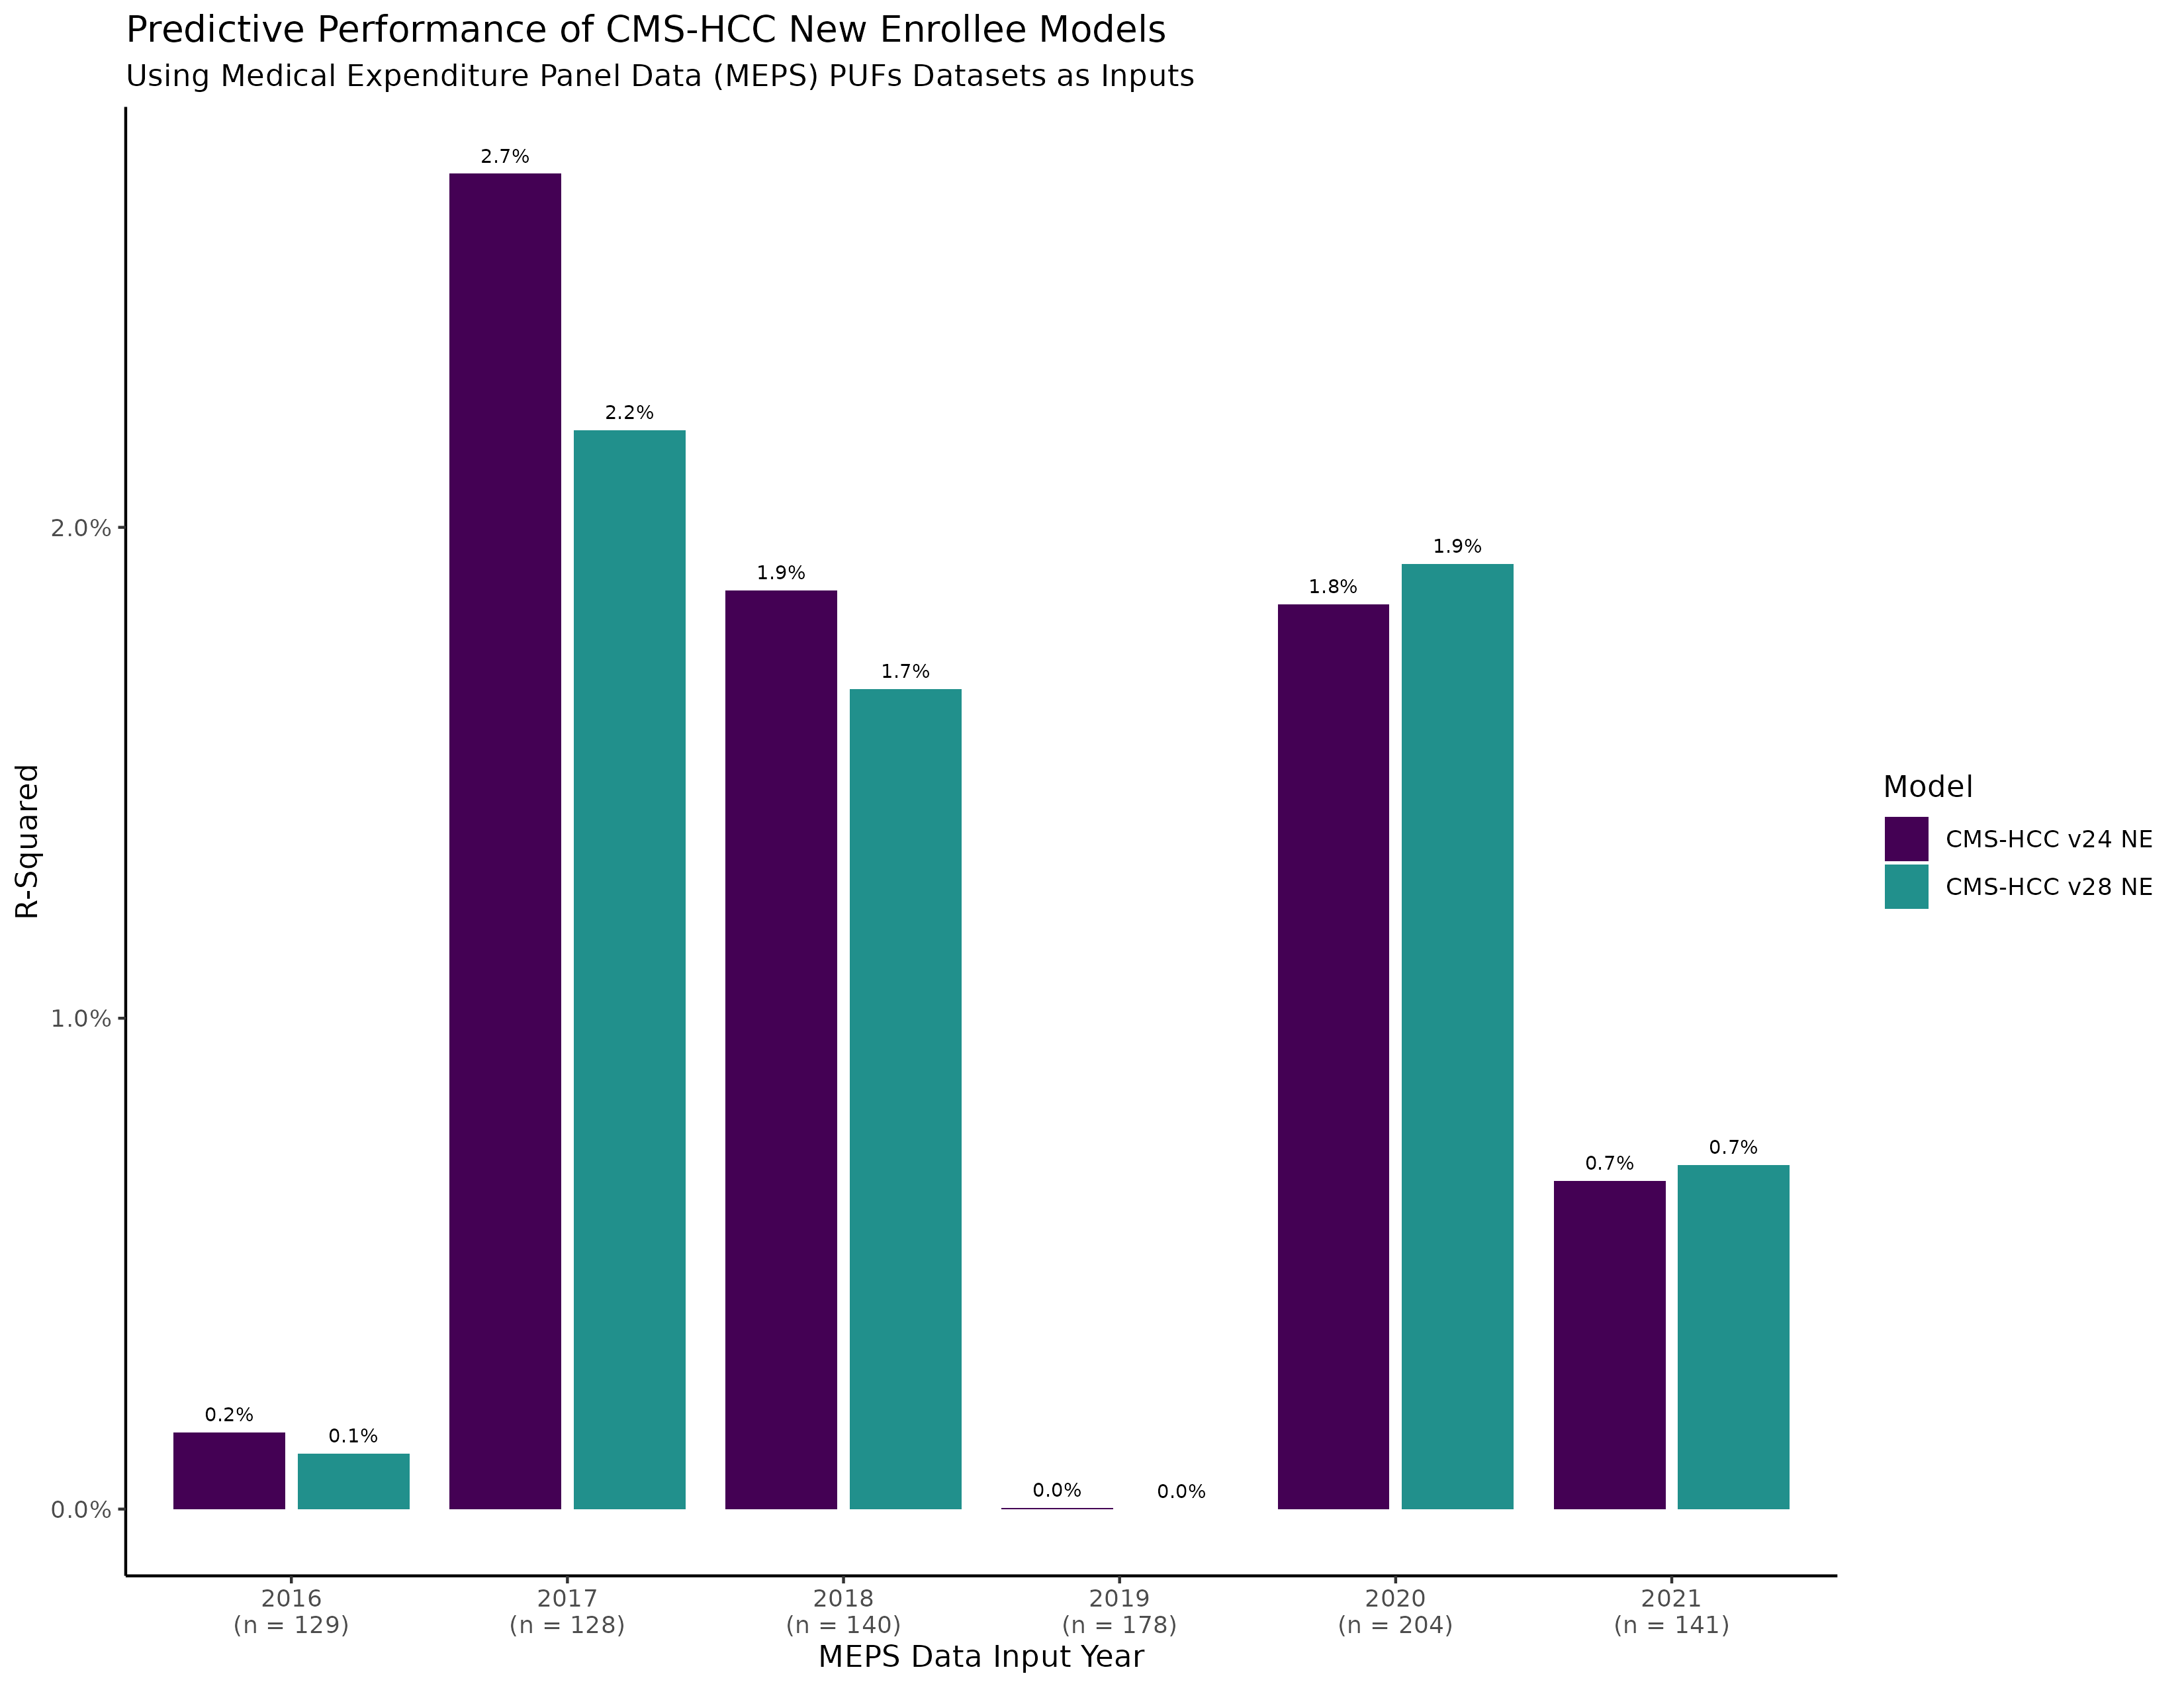 Predictive Performance of CMS-HCC New Enrollee Models
Using Medical Expenditure Panel Data (MEPS) PUFs Datasets as Inputs
2.7%
2.2%
2.0%
1.9%
1.9%
1.8%
1.7%
R-Squared
Model
CMS-HCC v24 NE
CMS-HCC v28 NE
1.0%
0.7%
0.7%
0.2%
0.1%
0.0%
0.0%
0.0%
2016 2017 2018 2019 2020 2021
(n = 129) (n = 128) (n = 140) (n = 178) (n = 204) (n = 141)
MEPS Data Input Year